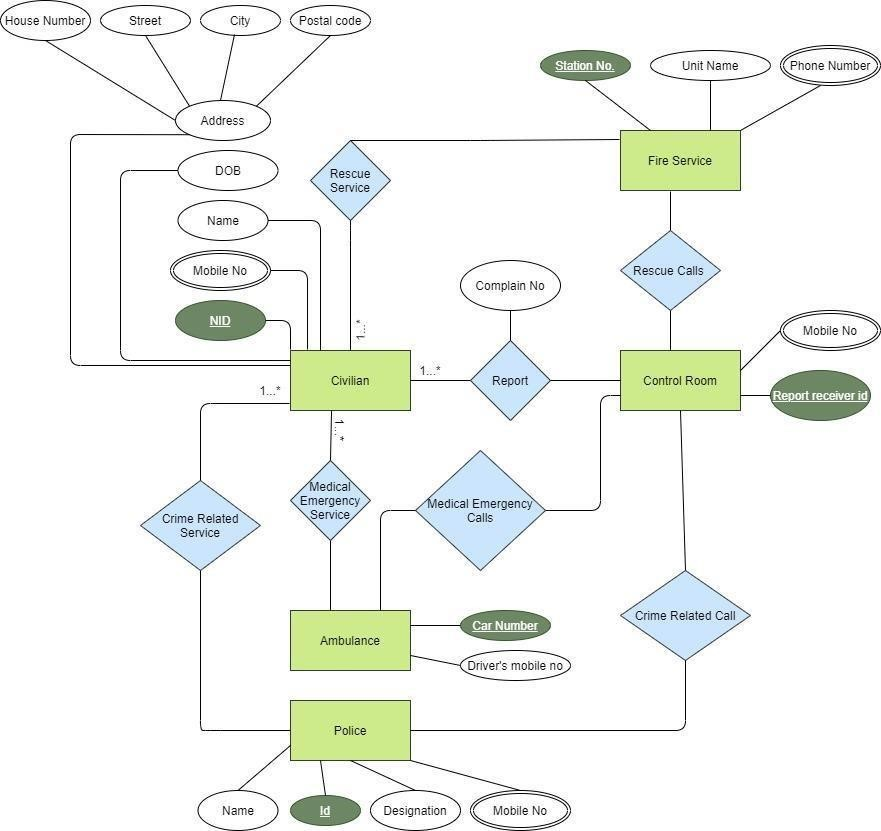 House Number
Street
City
Postal code
Address
Station No.
Unit Name
Phone Number
DOB
Rescue
Service
Fire Service
Name
Mobile No
NID
Rescue Calls
Complain No
1...*
Mobile No
1...*
Civilian
Report
Control Room
Report receiver id
1...*
1...*
Medical
Emergency
Service
Medical Emergency
Calls
Crime Related
Service
Ambulance
Car Number
Driver's mobile no
Crime Related Call
Police
Name
Id
Designation
Mobile No